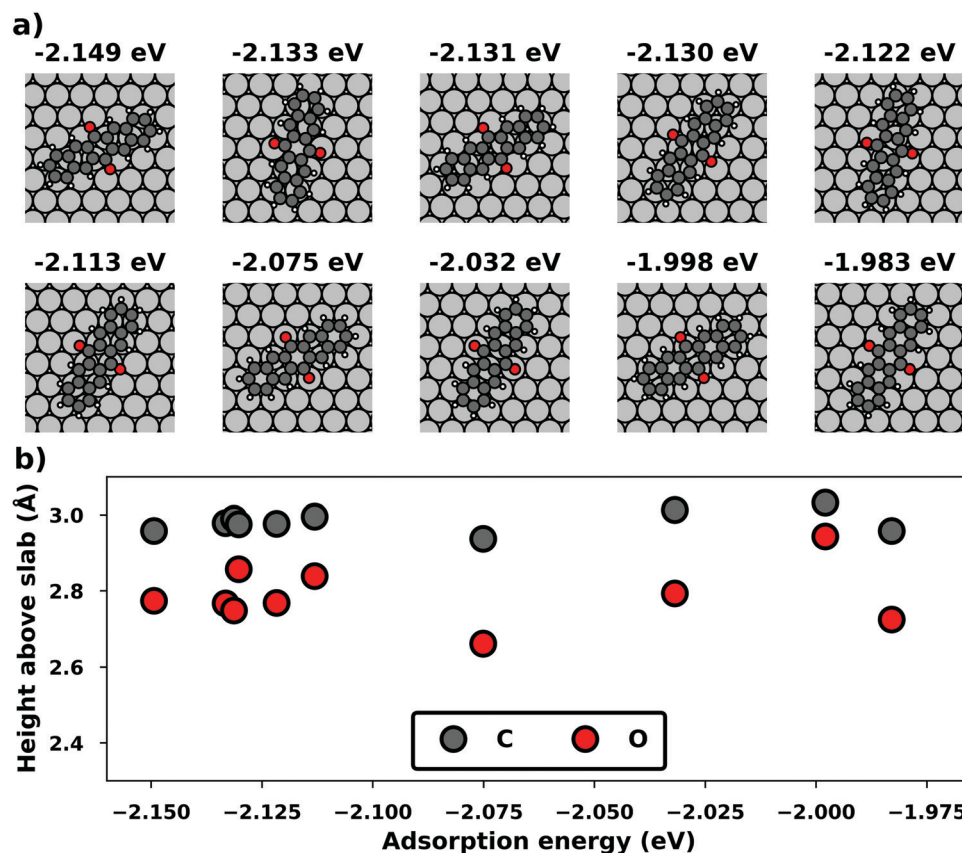 a)
-2.149 eV -2.133 eV -2.131 eV -2.130 eV -2.122 eV
-2.113 eV -2.075 eV -2.032 eV -1.998 eV -1.983 eV
b)
Height above slab (Å)
3.0
2.8
2.6
2.4
C O
−2.150 −2.125 −2.100 −2.075 −2.050 −2.025 −2.000 −1.975
Adsorption energy (eV)